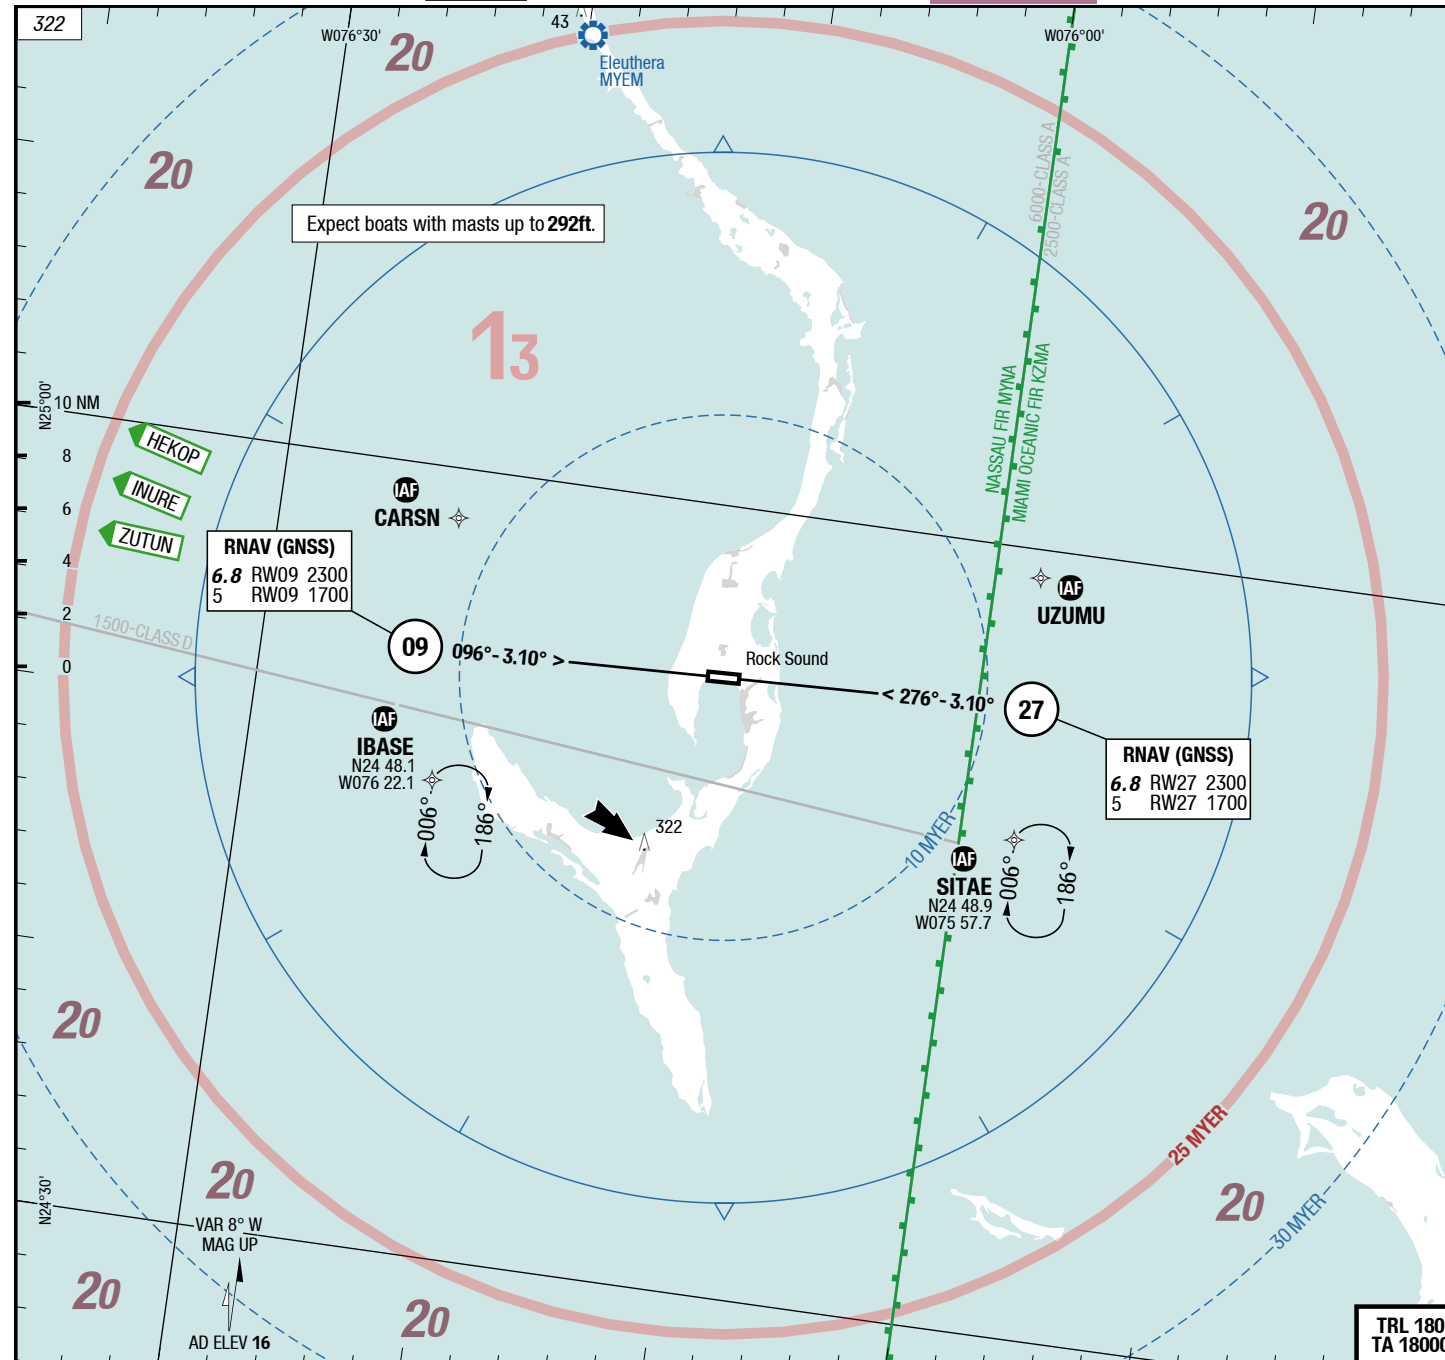 322
43
W076°30'
W076°00'
20
Eleuthera
MYEM
20
6000-CLASS A
2500-CLASS A
20
Expect boats with masts up to 292ft.
13
NASSAU FIR MYNA
MIAMI OCEANIC FIR KZMA
N25°00'
10 NM
8
6
4
2
0
HEKOP
INURE
ZUTUN
IAF
CARSN
RNAV (GNSS)
6.8 RW09 2300
5 RW09 1700
IAF
UZUMU
1500-CLASS D
09
096°- 3.10° >
Rock Sound
< 276°- 3.10°
27
IAF
IBASE
N24 48.1
W076 22.1
006°
186°
RNAV (GNSS)
6.8 RW27 2300
5 RW27 1700
322
10 MYER
IAF
SITAE
N24 48.9
W075 57.7
006°
186°
20
25 MYER
20
N24°30'
VAR 8° W
MAG UP
20
30 MYER
20
20
AD ELEV 16
TRL 180
TA 18000